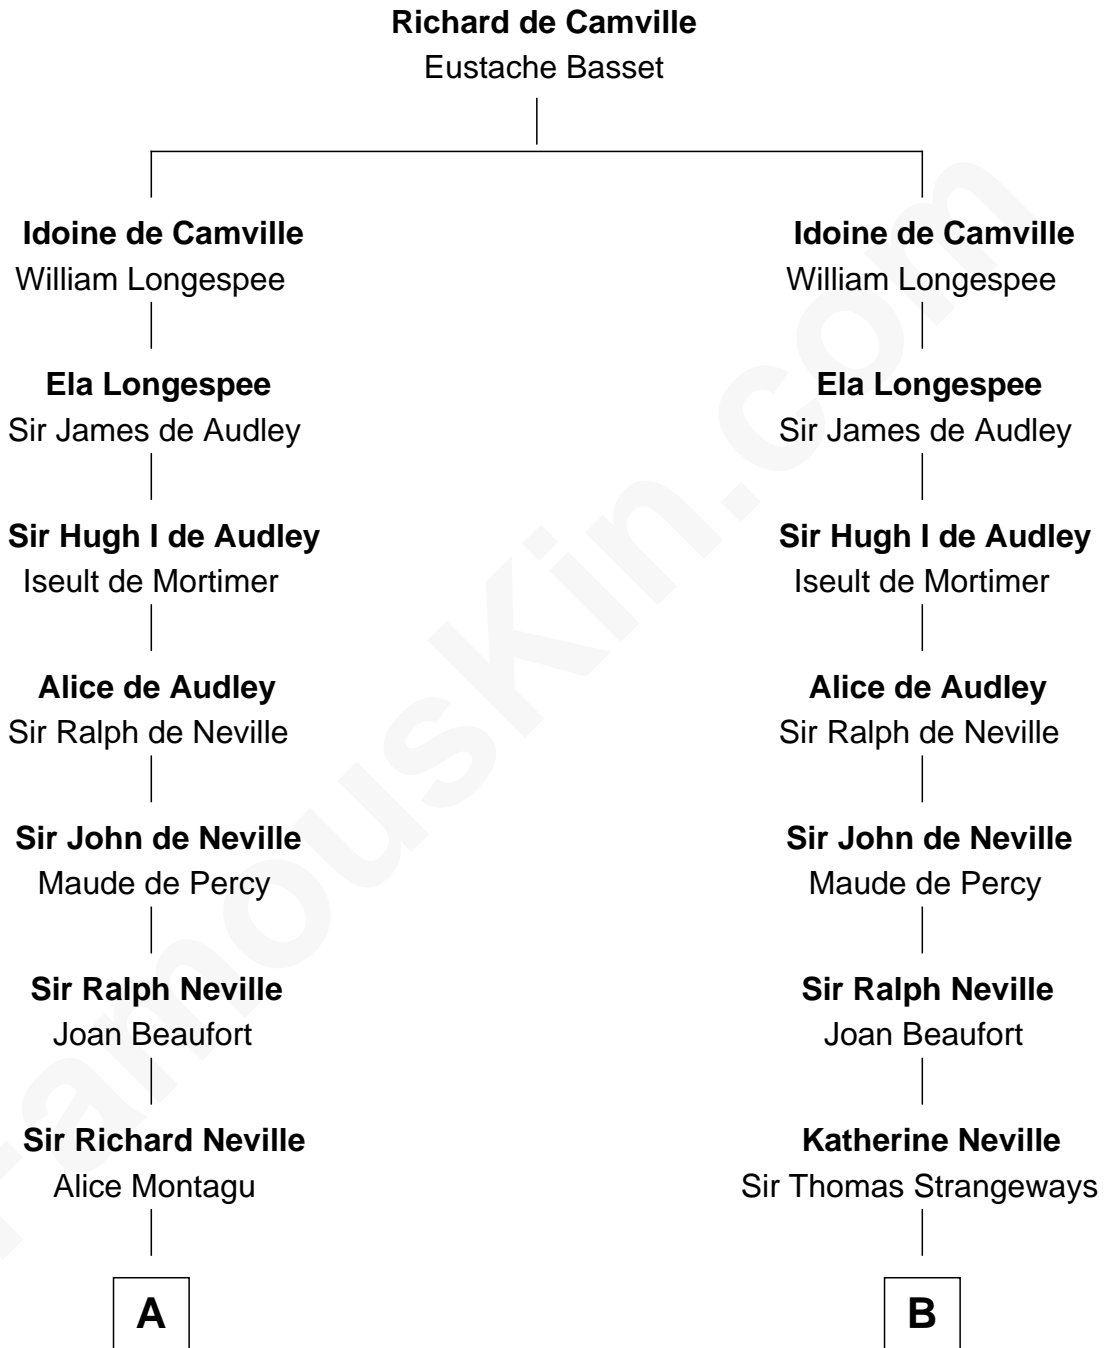 Richard de Camville
Eustache Basset
Idoine de Camville
William Longespee
Ela Longespee
Sir James de Audley
Sir Hugh I de Audley
Iseult de Mortimer
Alice de Audley
Sir Ralph de Neville
Sir John de Neville
Maude de Percy
Sir Ralph Neville
Joan Beaufort
Sir Richard Neville
Alice Montagu
A
Idoine de Camville
William Longespee
Ela Longespee
Sir James de Audley
Sir Hugh I de Audley
Iseult de Mortimer
Alice de Audley
Sir Ralph de Neville
Sir John de Neville
Maude de Percy
Sir Ralph Neville
Joan Beaufort
Katherine Neville
Sir Thomas Strangeways
B
FamousKin.com